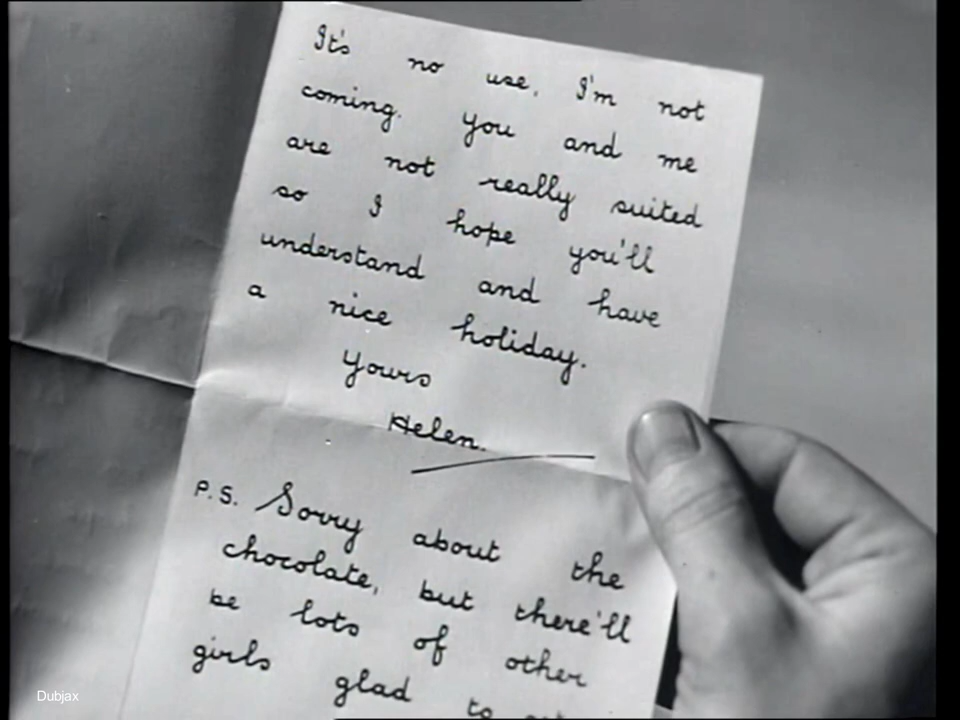 It's no use, I'm not
coming. You and me
are not really suited
so I hope you'll
understand and have
a nice holiday.
Yours
Helen.
P.S. Sorry about the
chocolate, but there'll
be lots of other
girls glad to
Dubjax